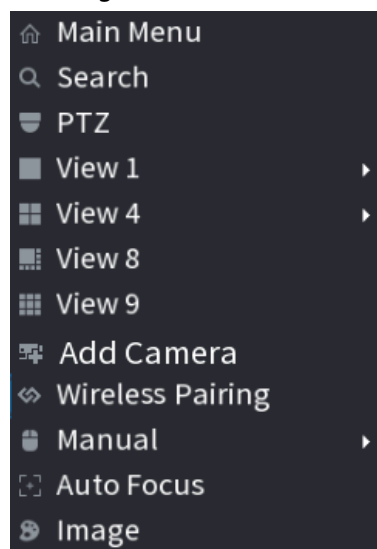 Main Menu
Search
PTZ
View 1
View 4
View 8
View 9
Add Camera
Wireless Pairing
Manual
Auto Focus
Image